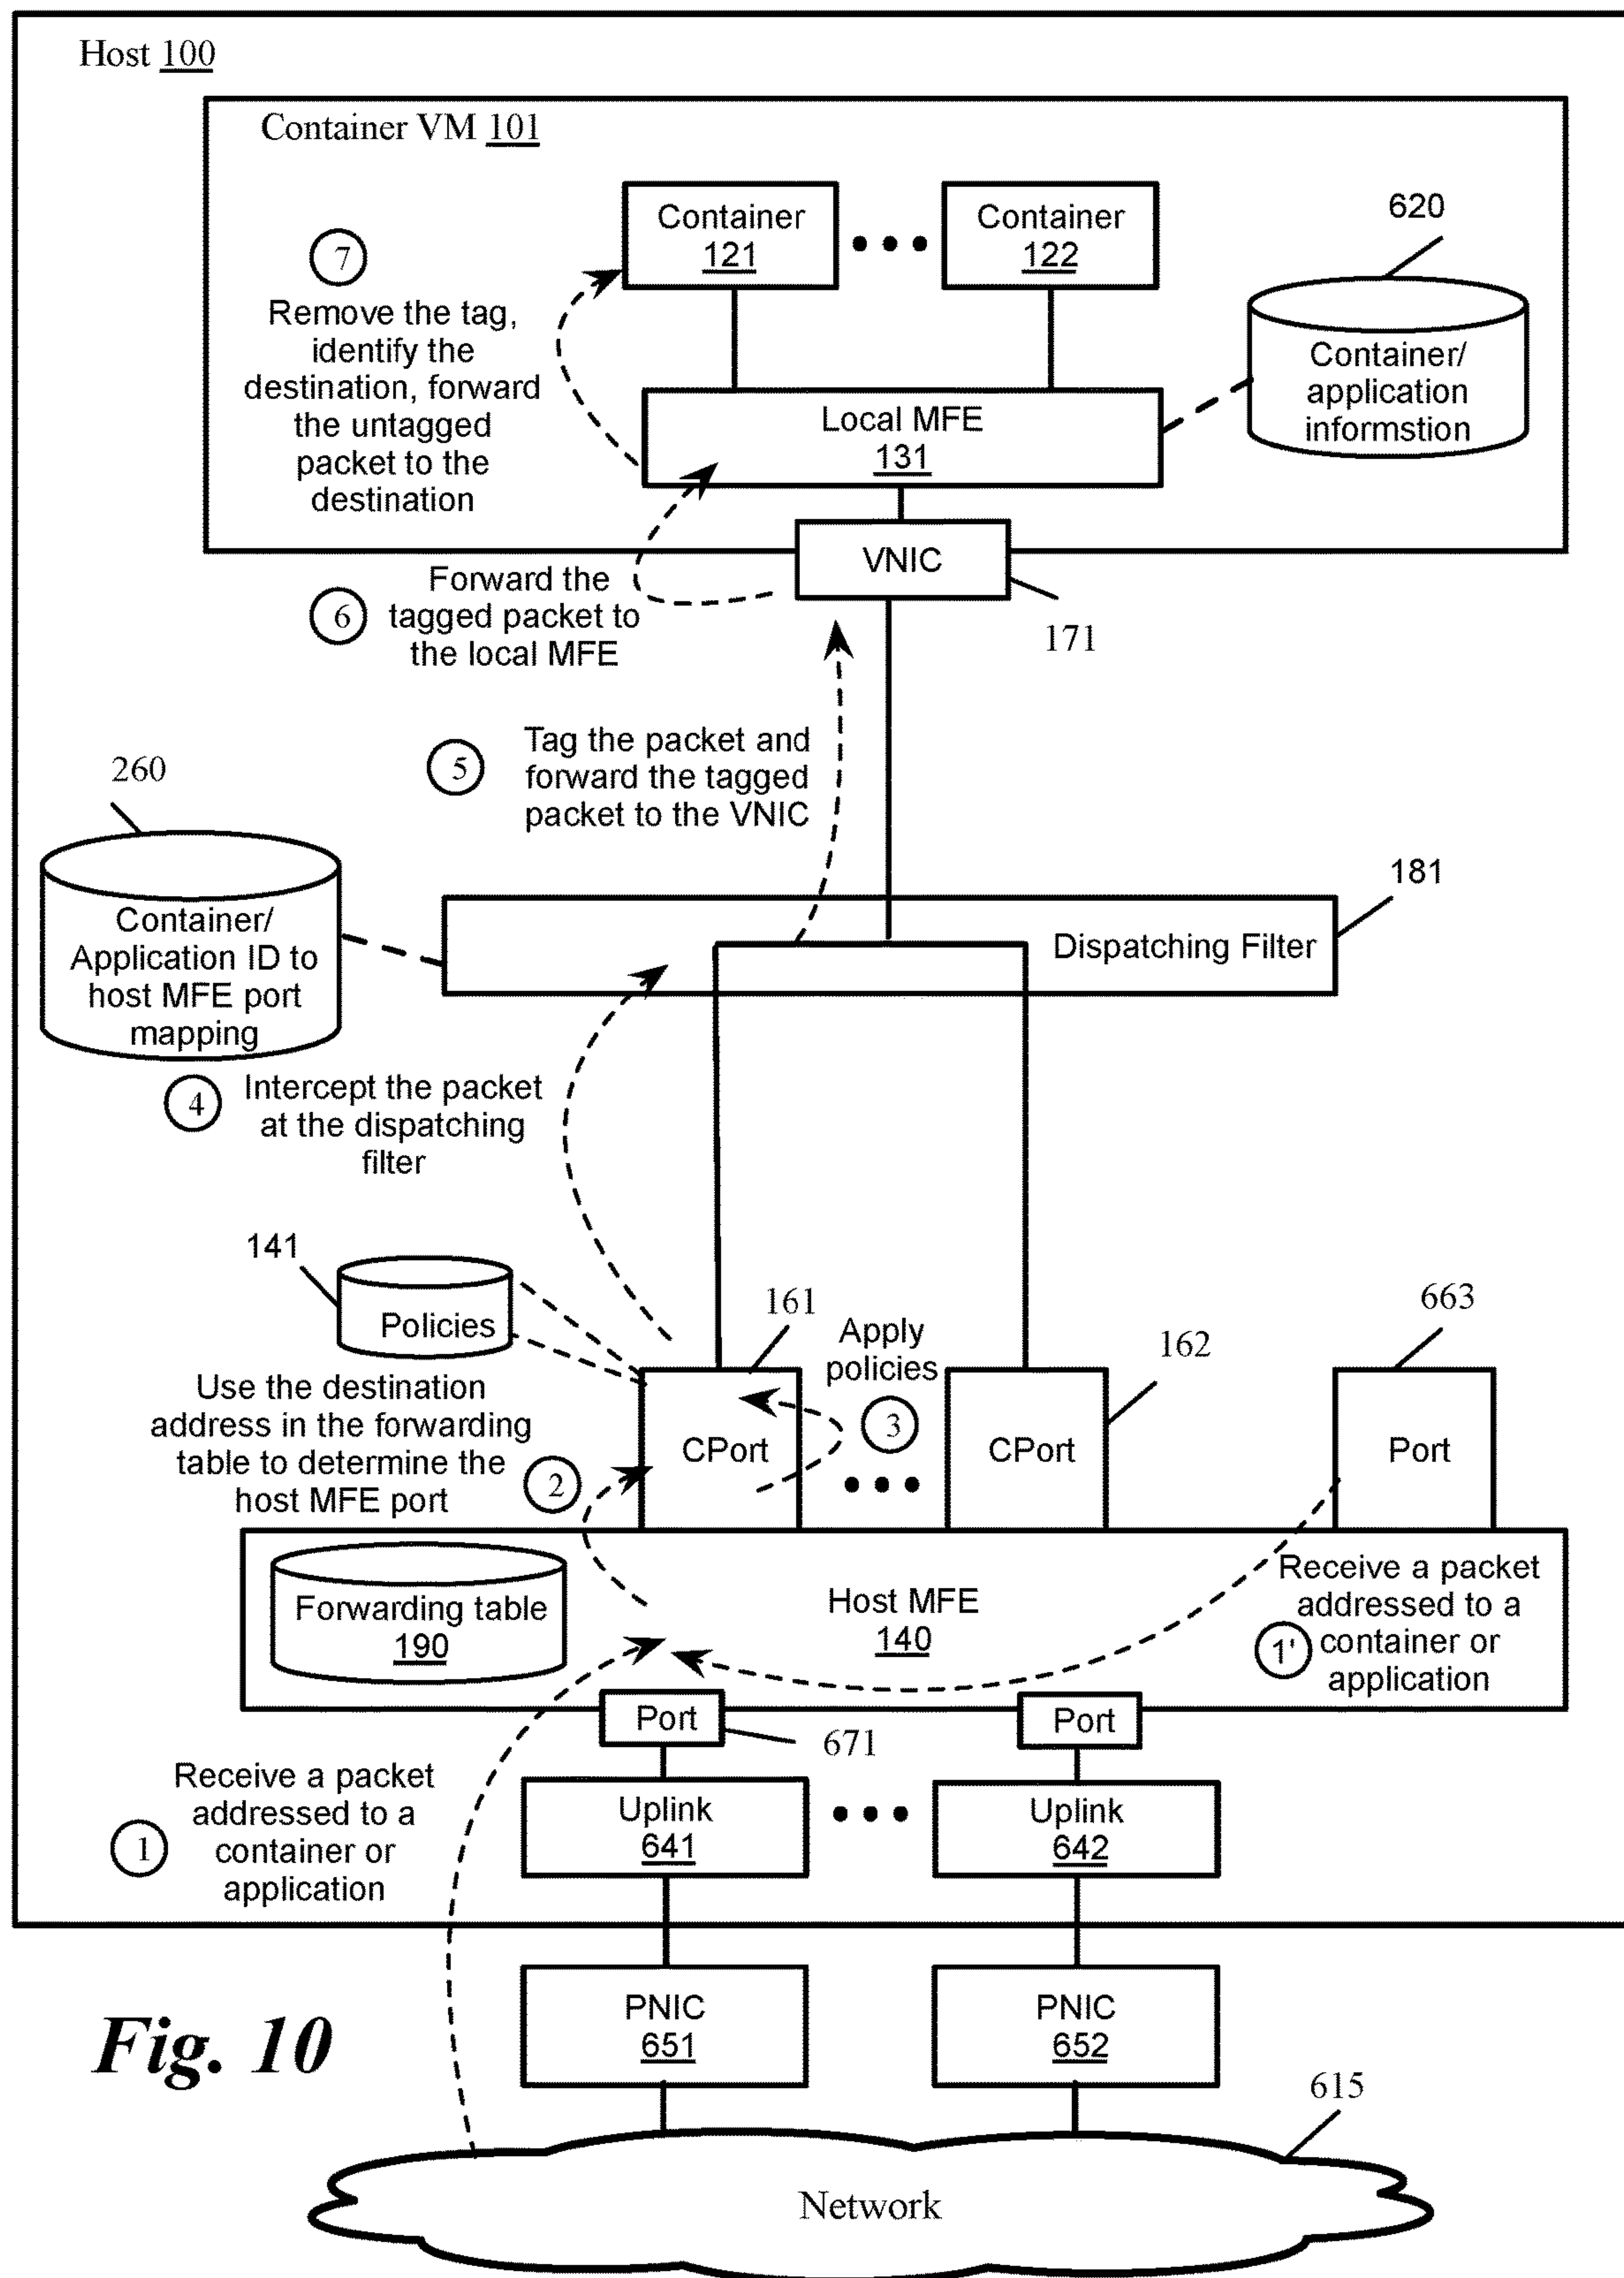 Host 100
Container VM 101
Container
121
Container
122
620
7
Remove the tag,
identify the
destination, forward
the untagged
packet to the
destination
Container/
application
informstion
Local MFE
131
VNIC
171
6
Forward the
tagged packet to
the local MFE
5
Tag the packet and
forward the tagged
packet to the VNIC
260
Container/
Application ID to
host MFE port
mapping
181
Dispatching Filter
4
Intercept the packet
at the dispatching
filter
141
Policies
161
Apply
policies
3
162
663
Use the destination
address in the forwarding
table to determine the
host MFE port
2
CPort
CPort
Port
Forwarding table
190
Host MFE
140
Receive a packet
addressed to a
container or
application
1'
Port
671
Port
1
Receive a packet
addressed to a
container or
application
Uplink
641
Uplink
642
PNIC
651
PNIC
652
Fig. 10
615
Network